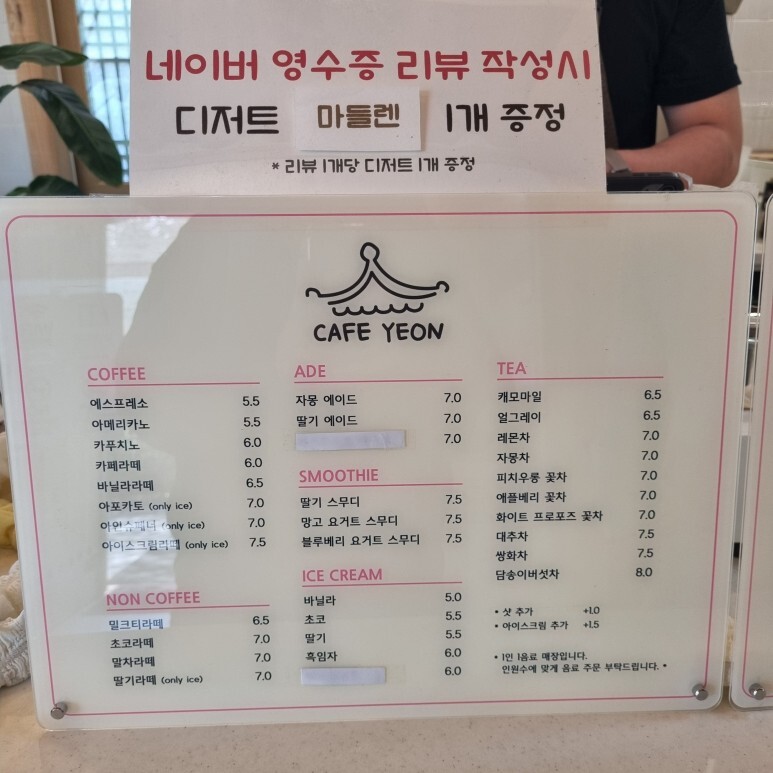 네이버 영수증 리뷰 작성시
디저트 마들렌 1개 증정
* 리뷰 1개당 디저트 1개 증정
CAFE YEON
COFFEE
에스프레소 5.5
아메리카노 5.5
카푸치노 6.0
카페라떼 6.0
바닐라라떼 6.5
아포카토 (only ice) 7.0
아인슈페너 (only ice) 7.0
아이스크림라떼 (only ice) 7.5
NON COFFEE
밀크티라떼 6.5
초코라떼 7.0
말차라떼 7.0
딸기라떼 (only ice) 7.0
ADE
자몽 에이드 7.0
딸기 에이드 7.0
7.0
SMOOTHIE
딸기 스무디 7.5
망고 요거트 스무디 7.5
블루베리 요거트 스무디 7.5
ICE CREAM
바닐라 5.0
초코 5.5
딸기 5.5
흑임자 6.0
6.0
TEA
캐모마일 6.5
얼그레이 6.5
레몬차 7.0
자몽차 7.0
피치우롱 꽃차 7.0
애플베리 꽃차 7.0
화이트 프로포즈 꽃차 7.0
대추차 7.5
쌍화차 7.5
담송이버섯차 8.0
• 샷 추가 +1.0
• 아이스크림 추가 +1.5
• 1인 1음료 매장입니다.
인원수에 맞게 음료 주문 부탁드립니다. •